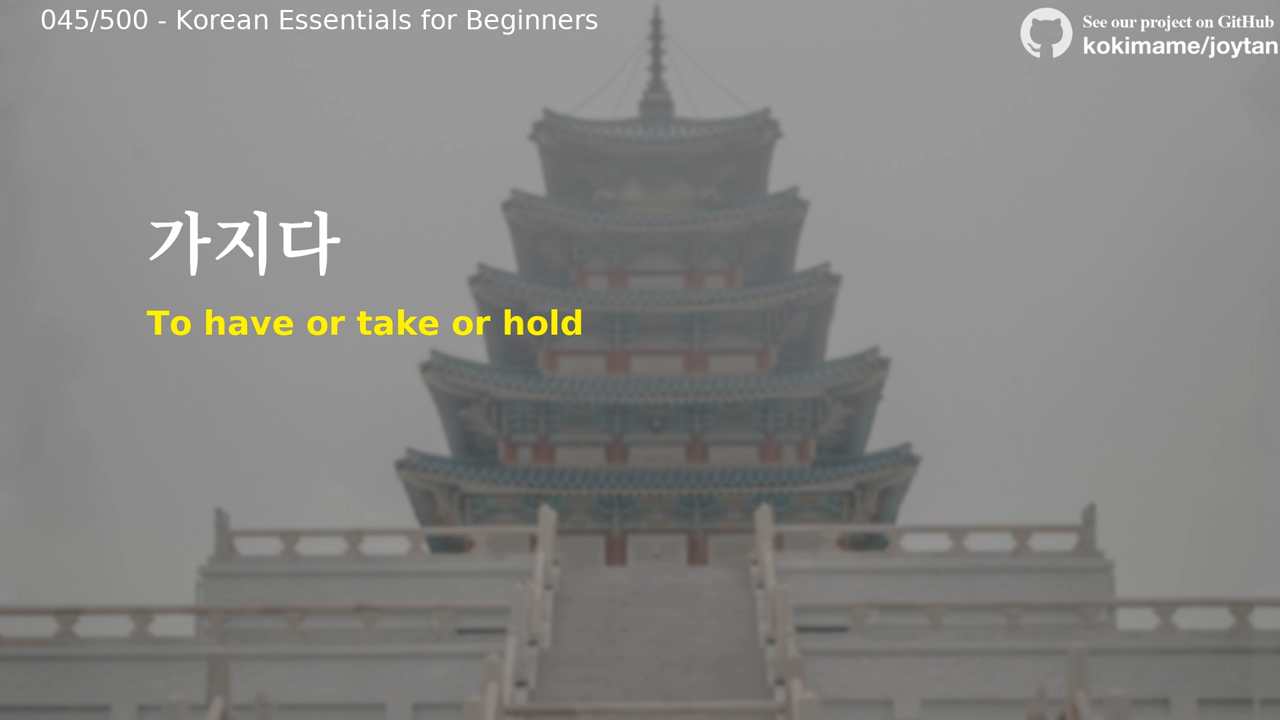 045/500 - Korean Essentials for Beginners
See our project on GitHub
kokimame/joytan
가지다
To have or take or hold